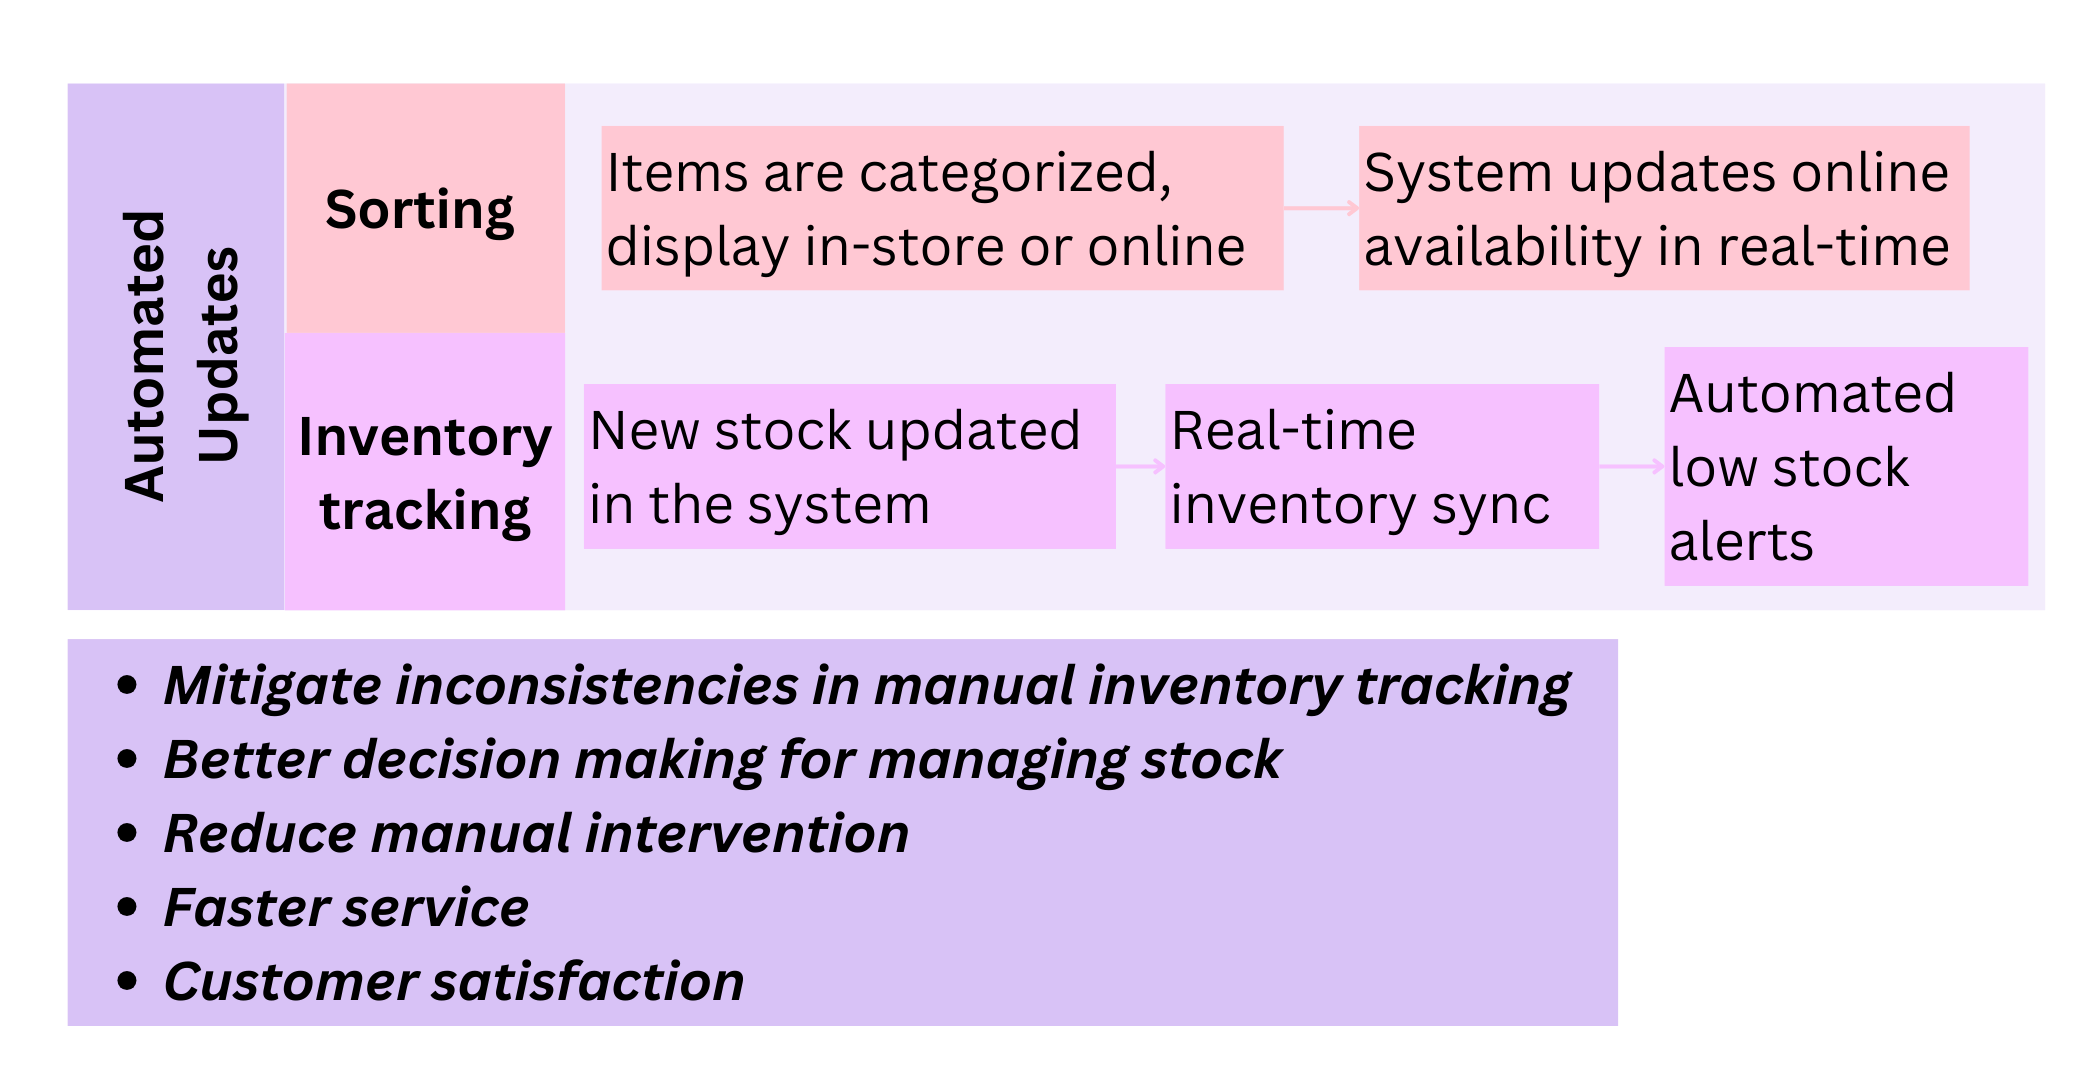 Automated
Updates
Sorting
Items are categorized,
display in-store or online
System updates online
availability in real-time
Inventory
tracking
New stock updated
in the system
Real-time
inventory sync
Automated
low stock
alerts
• Mitigate inconsistencies in manual inventory tracking
• Better decision making for managing stock
• Reduce manual intervention
• Faster service
• Customer satisfaction